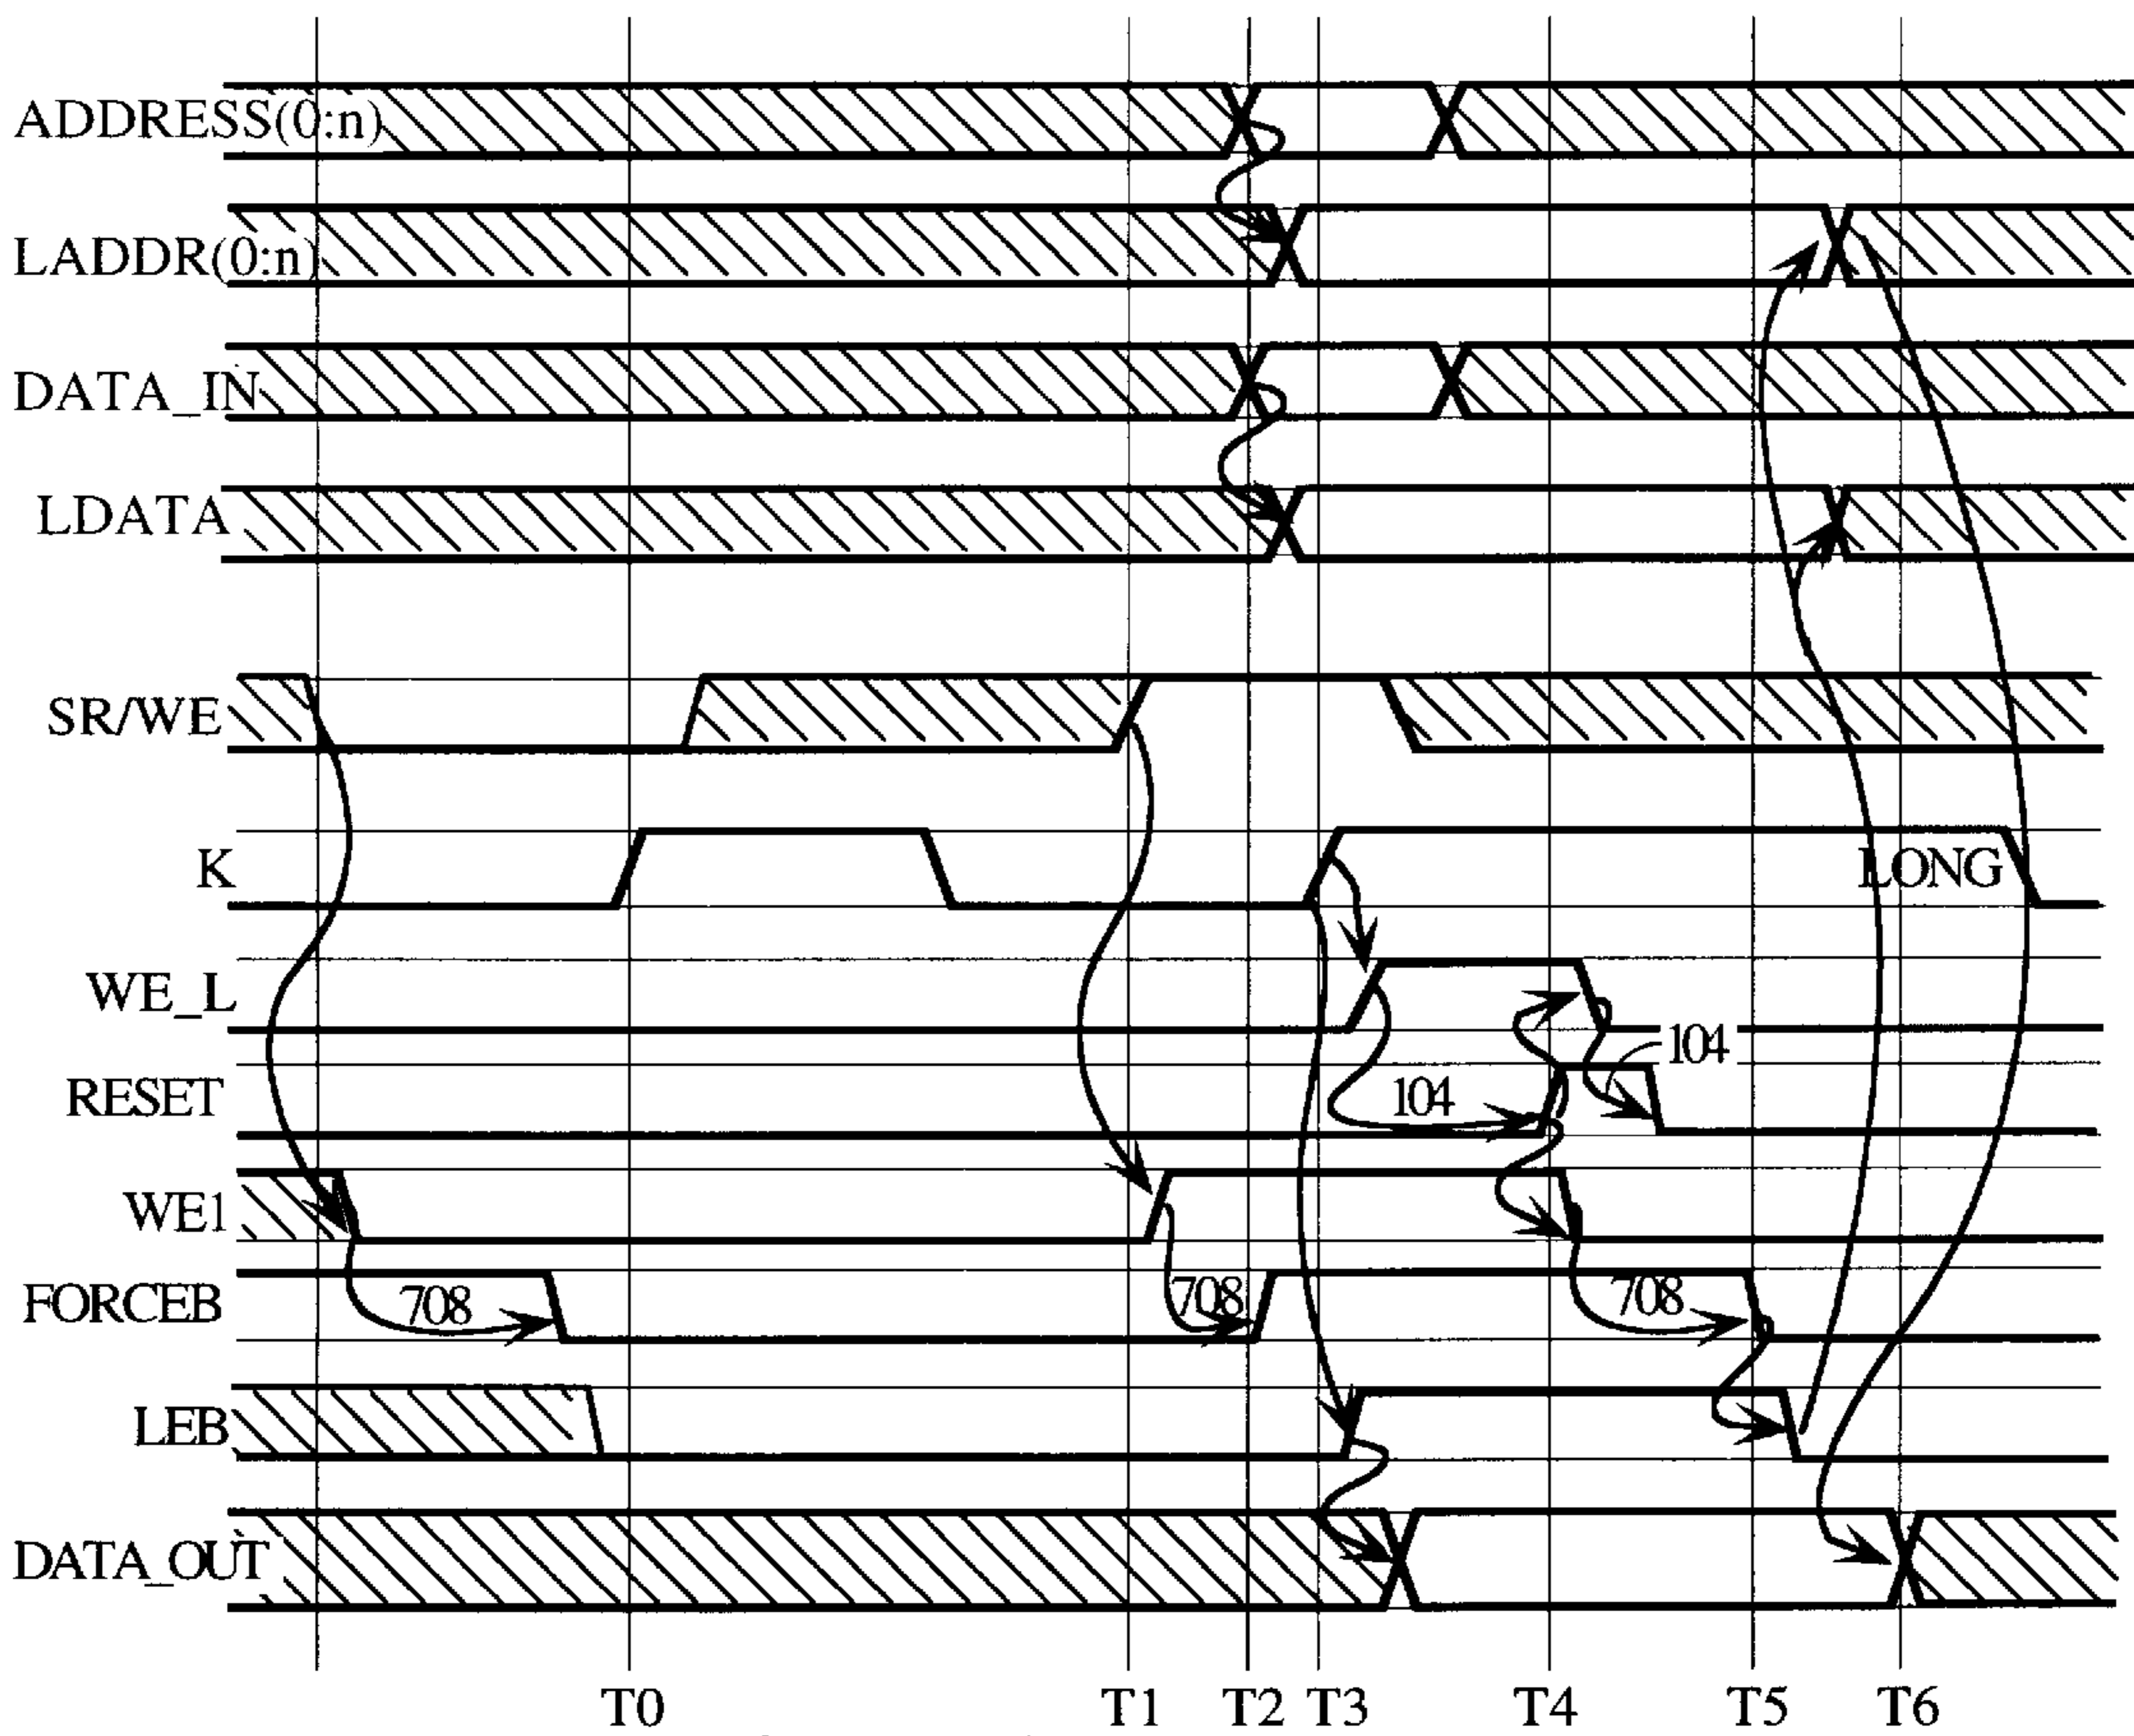 ADDRESS(0:n)
LADDR(0:n)
DATA_IN
LDATA
SR/WE
K LONG
WE_L
104
RESET 104
WE1
FORCEB 708 708 708
LEB
DATA_OUT
T0 T1 T2 T3 T4 T5 T6